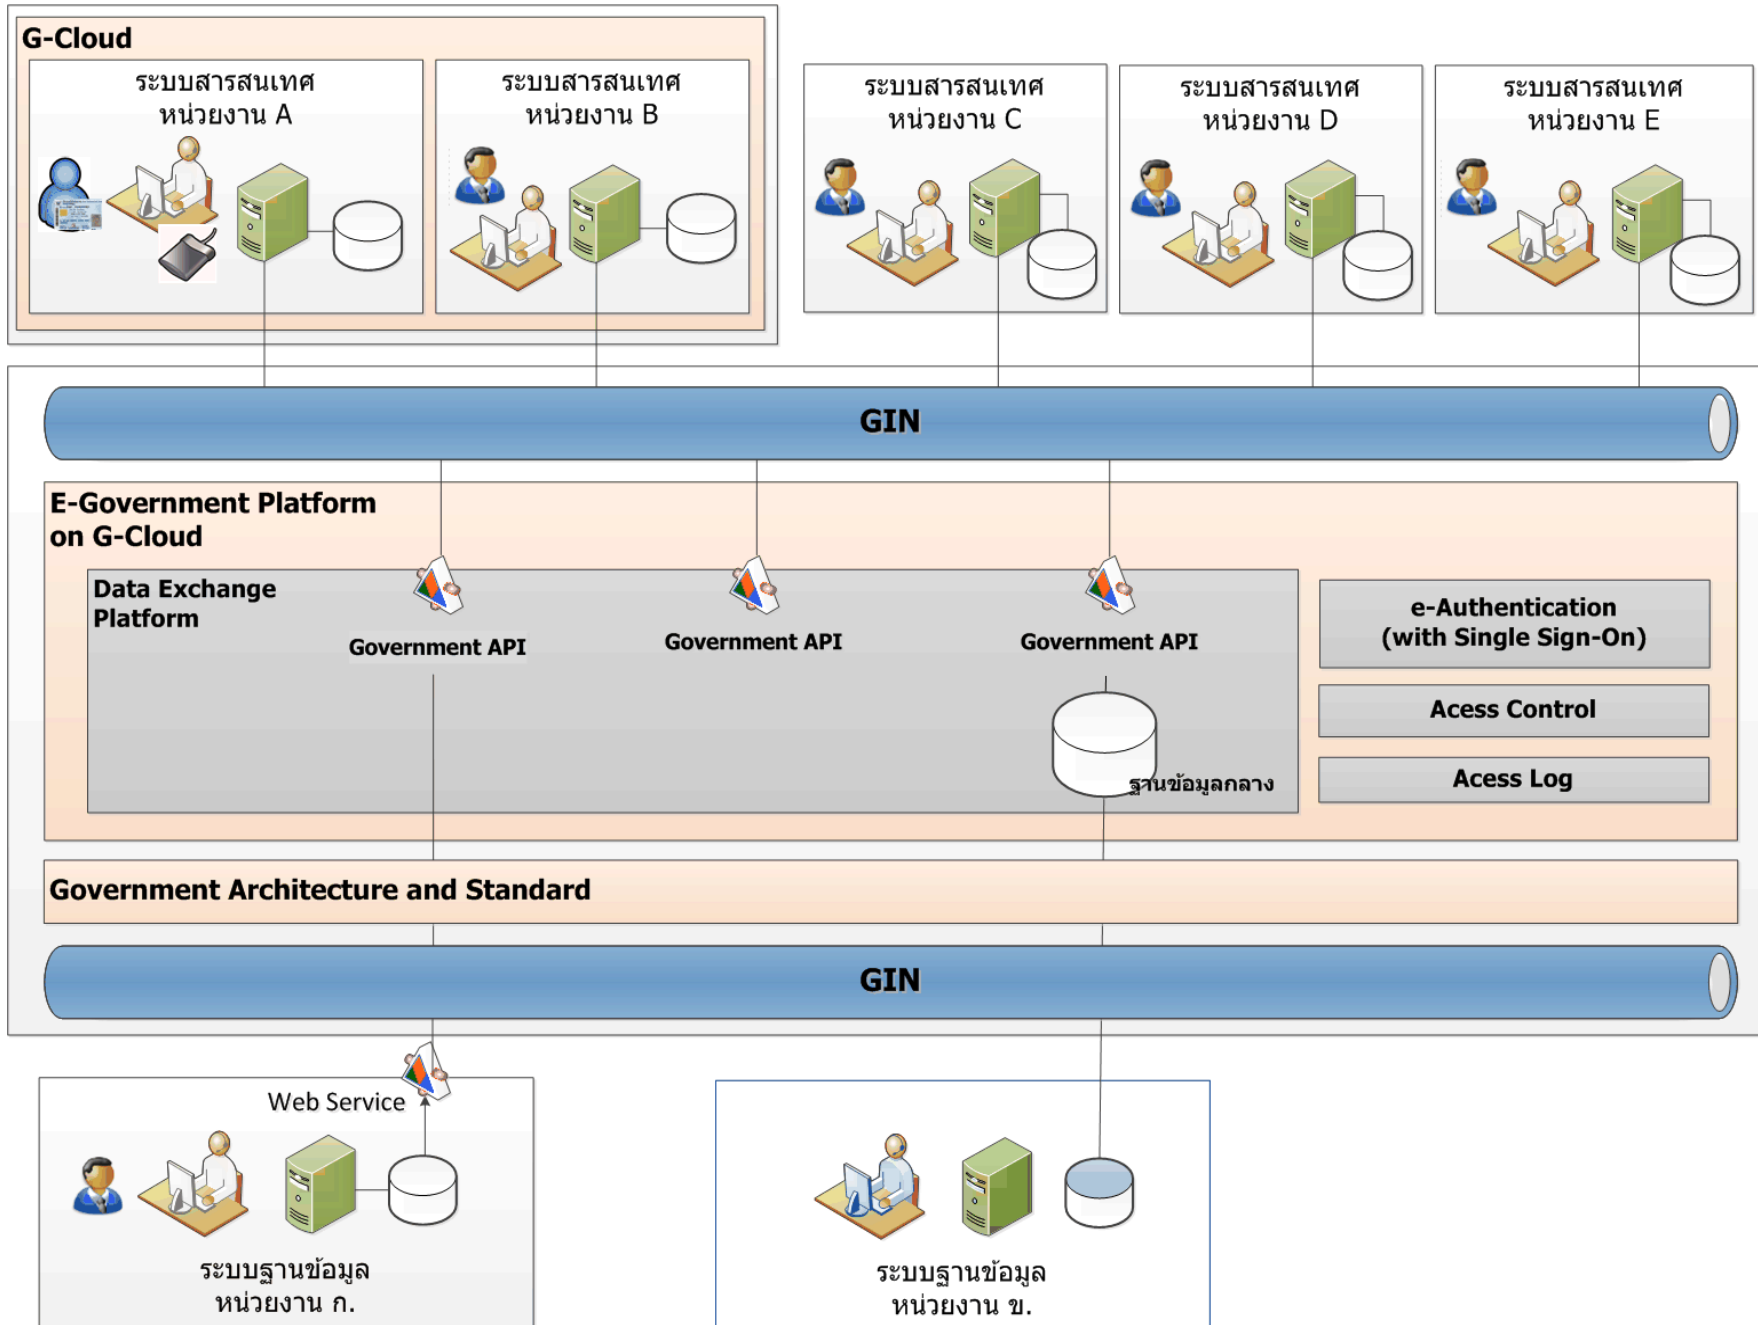 G-Cloud
ระบบสารสนเทศ
หน่วยงาน A
ระบบสารสนเทศ
หน่วยงาน B
ระบบสารสนเทศ
หน่วยงาน C
ระบบสารสนเทศ
หน่วยงาน D
ระบบสารสนเทศ
หน่วยงาน E
GIN
E-Government Platform
on G-Cloud
Data Exchange
Platform
Government API
Government API
Government API
ฐานข้อมูลกลาง
e-Authentication
(with Single Sign-On)
Acess Control
Acess Log
Government Architecture and Standard
GIN
Web Service
ระบบฐานข้อมูล
หน่วยงาน ก.
ระบบฐานข้อมูล
หน่วยงาน ข.